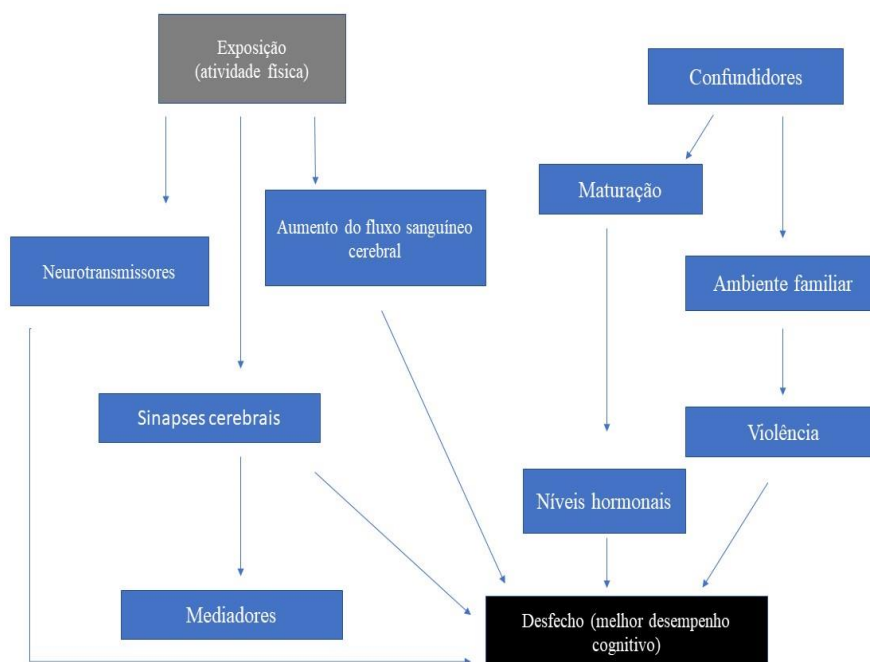 Exposição
(atividade física)
Confundidores
Maturação
Aumento do fluxo sanguíneo
cerebral
Neurotransmissores
Ambiente familiar
Sinapses cerebrais
Violência
Níveis hormonais
Mediadores
Desfecho (melhor desempenho
cognitivo)